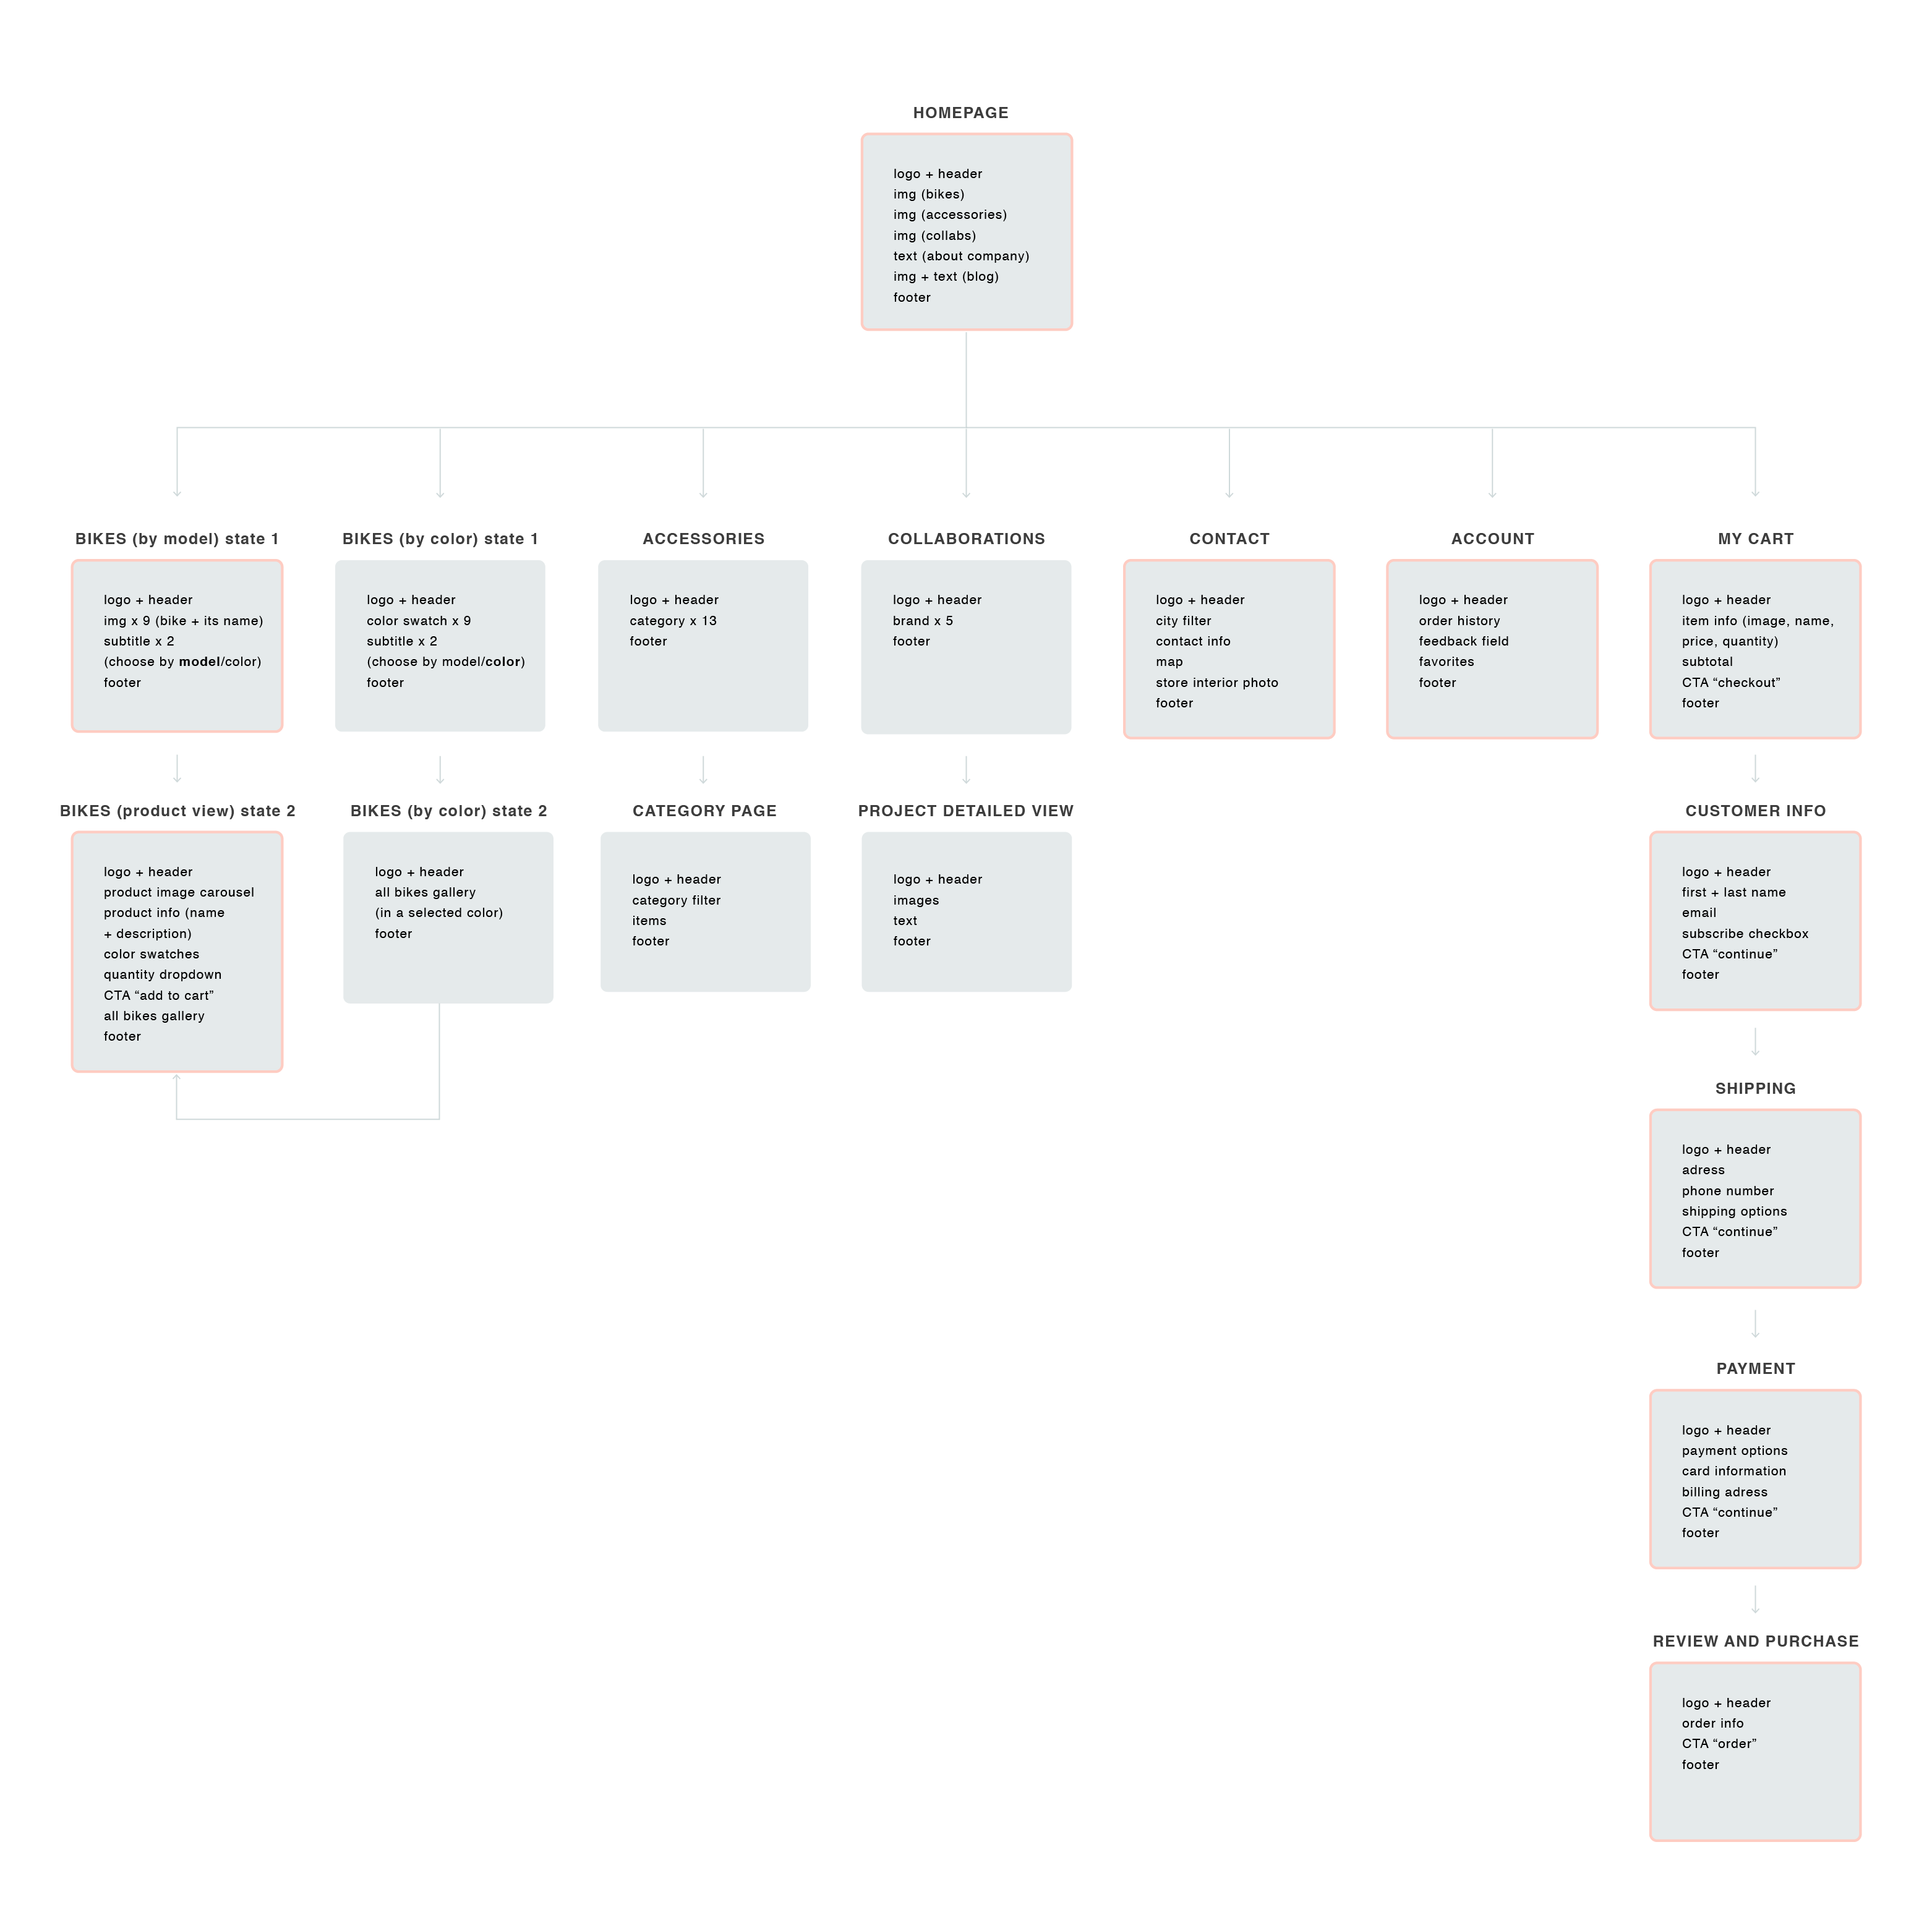 HOMEPAGE
logo + header
img (bikes)
img (accessories)
img (collabs)
text (about company)
img + text (blog)
footer
BIKES (by model) state 1
logo + header
img x 9 (bike + its name)
subtitle x 2
(choose by model/color)
footer
BIKES (by color) state 1
logo + header
color swatch x 9
subtitle x 2
(choose by model/color)
footer
ACCESSORIES
logo + header
category x 13
footer
COLLABORATIONS
logo + header
brand x 5
footer
CONTACT
logo + header
city filter
contact info
map
store interior photo
footer
ACCOUNT
logo + header
order history
feedback field
favorites
footer
MY CART
logo + header
item info (image, name,
price, quantity)
subtotal
CTA “checkout”
footer
BIKES (product view) state 2
logo + header
product image carousel
product info (name
+ description)
color swatches
quantity dropdown
CTA “add to cart”
all bikes gallery
footer
BIKES (by color) state 2
logo + header
all bikes gallery
(in a selected color)
footer
CATEGORY PAGE
logo + header
category filter
items
footer
PROJECT DETAILED VIEW
logo + header
images
text
footer
CUSTOMER INFO
logo + header
first + last name
email
subscribe checkbox
CTA “continue”
footer
SHIPPING
logo + header
adress
phone number
shipping options
CTA “continue”
footer
PAYMENT
logo + header
payment options
card information
billing adress
CTA “continue”
footer
REVIEW AND PURCHASE
logo + header
order info
CTA “order”
footer